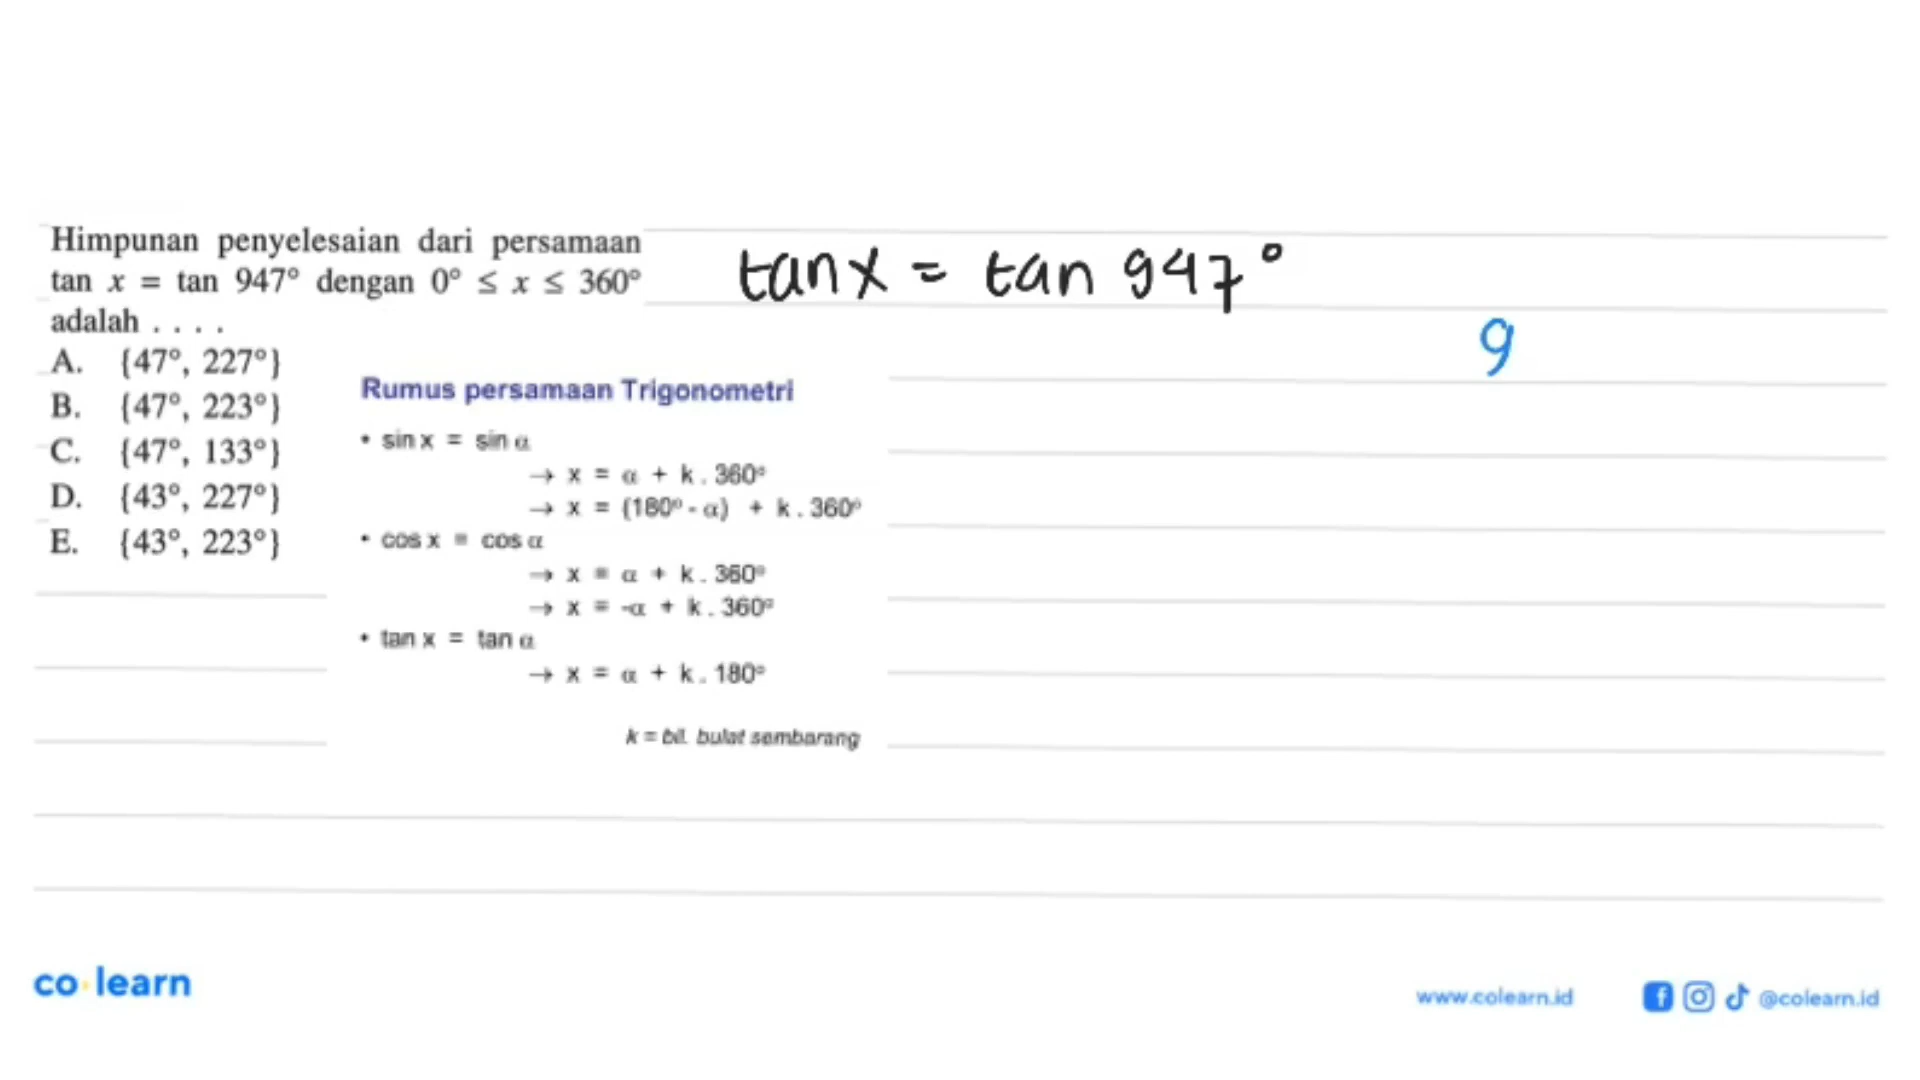 Himpunan penyelesaian dari persamaan
tan x = tan 947° dengan 0° ≤ x ≤ 360°
adalah . . . .
A. {47°, 227°}
B. {47°, 223°}
C. {47°, 133°}
D. {43°, 227°}
E. {43°, 223°}
tan x = tan 947°
9
Rumus persamaan Trigonometri
• sin x = sin α
→ x = α + k . 360°
→ x = (180° - α) + k . 360°
• cos x = cos α
→ x = α + k . 360°
→ x = -α + k . 360°
• tan x = tan α
→ x = α + k . 180°
k = bil. bulat sembarang
co·learn
www.colearn.id
@colearn.id